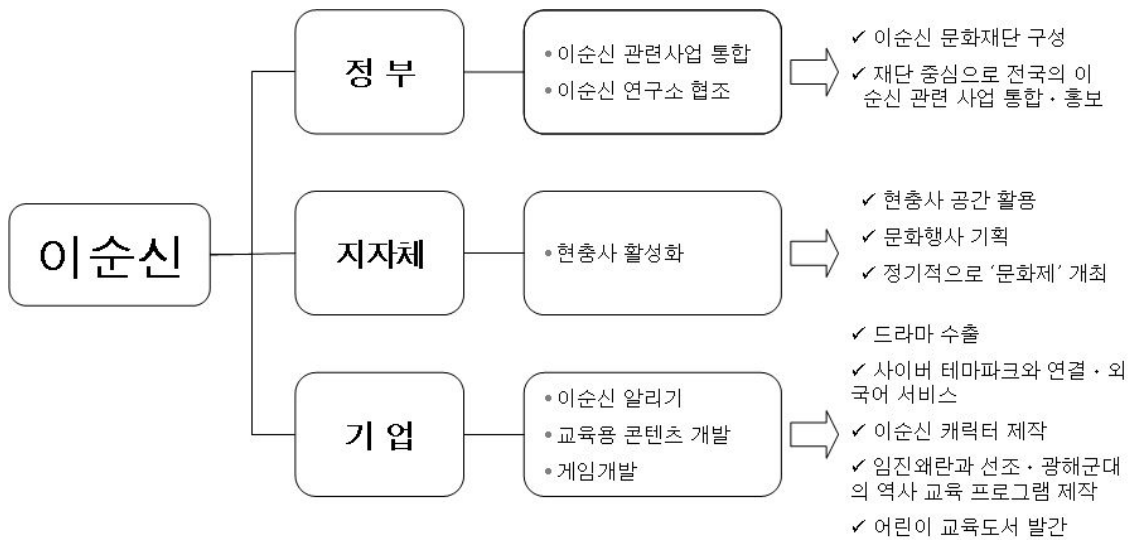 이순신
정 부
• 이순신 관련사업 통합
• 이순신 연구소 협조
✓ 이순신 문화재단 구성
✓ 재단 중심으로 전국의 이
순신 관련 사업 통합·홍보
지자체
• 현충사 활성화
✓ 현충사 공간 활용
✓ 문화행사 기획
✓ 정기적으로 ‘문화제’ 개최
기 업
• 이순신 알리기
• 교육용 콘텐츠 개발
• 게임개발
✓ 드라마 수출
✓ 사이버 테마파크와 연결·외
국어 서비스
✓ 이순신 캐릭터 제작
✓ 임진왜란과 선조·광해군대
의 역사 교육 프로그램 제작
✓ 어린이 교육도서 발간